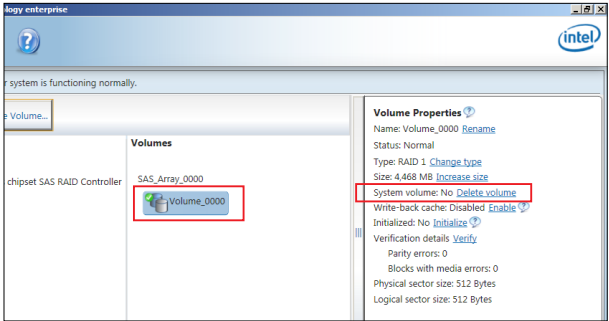 ology enterprise
intel
r system is functioning normally.
e Volume...
Volumes
chipset SAS RAID Controller
SAS_Array_0000
Volume_0000
Volume Properties
Name: Volume_0000 Rename
Status: Normal
Type: RAID 1 Change type
Size: 4,468 MB Increase size
System volume: No Delete volume
Write-back cache: Disabled Enable
Initialized: No Initialize
Verification details Verify
Parity errors: 0
Blocks with media errors: 0
Physical sector size: 512 Bytes
Logical sector size: 512 Bytes